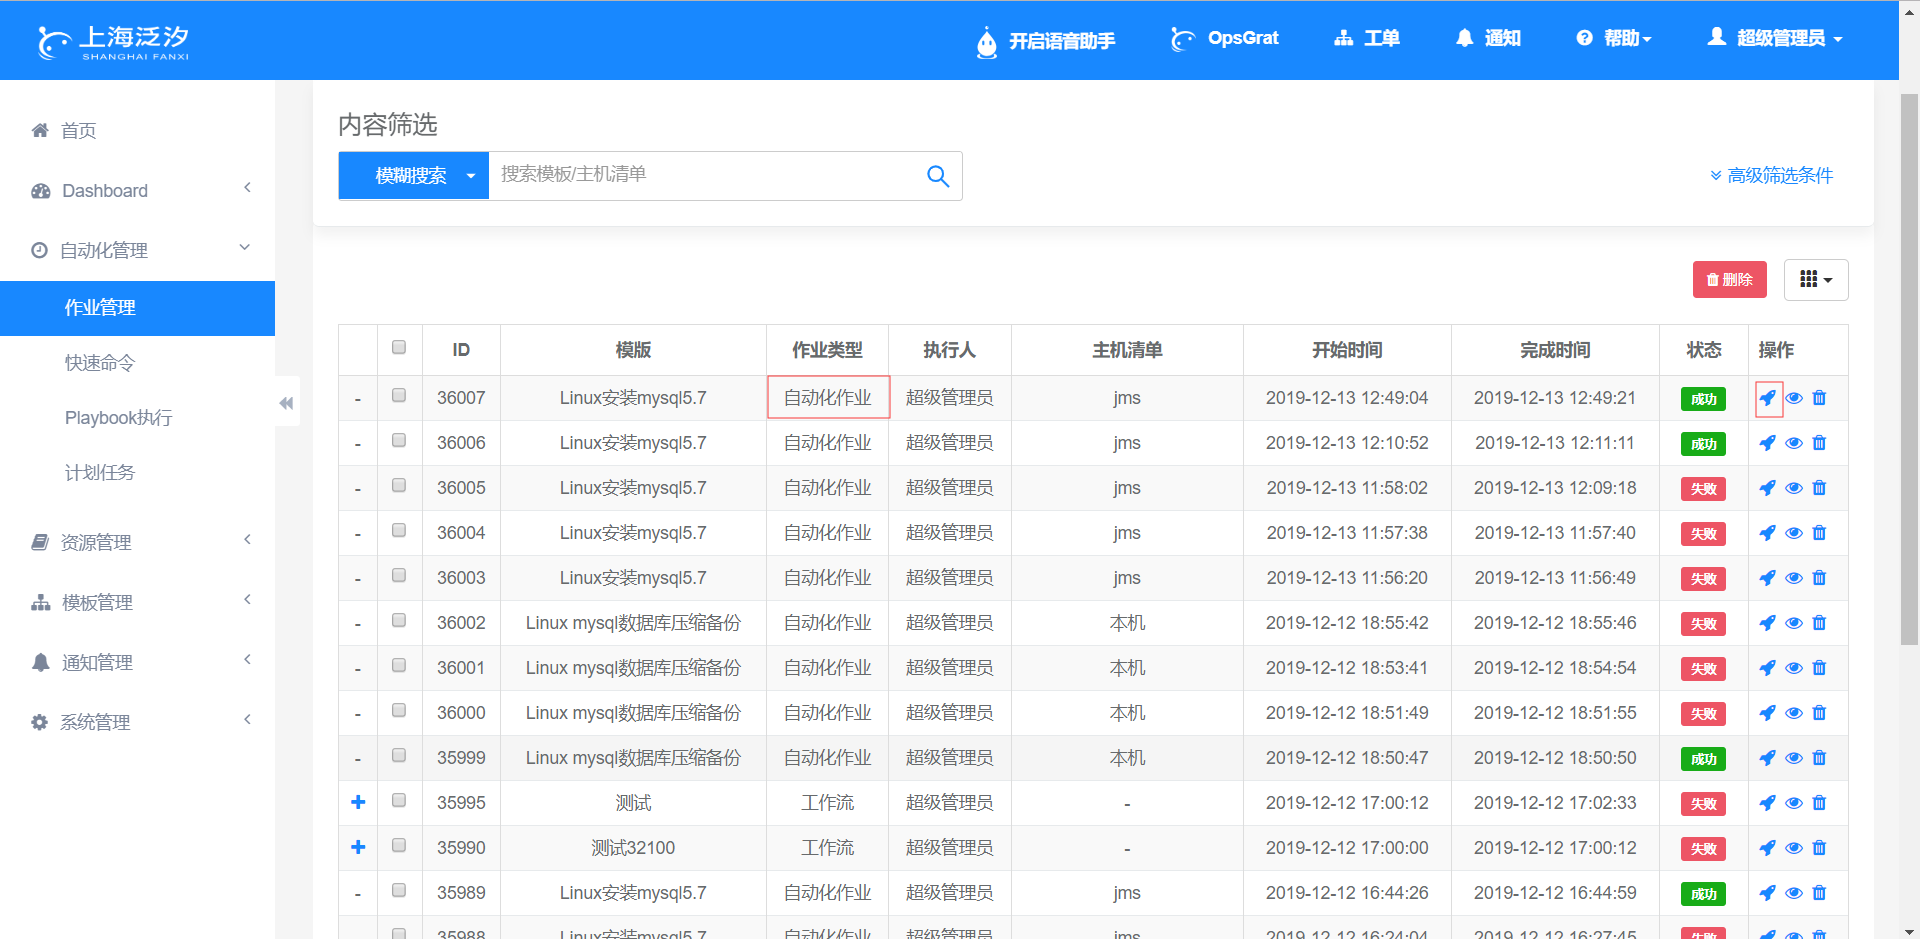 上海泛汐
SHANGHAI FANXI
开启语音助手 OpsGrat 工单 通知 帮助 超级管理员
首页
Dashboard
自动化管理
作业管理
快速命令
Playbook执行
计划任务
资源管理
模板管理
通知管理
系统管理
内容筛选
模糊搜索 搜索模板/主机清单 高级筛选条件
删除
ID 模版 作业类型 执行人 主机清单 开始时间 完成时间 状态 操作
- 36007 Linux安装mysql5.7 自动化作业 超级管理员 jms 2019-12-13 12:49:04 2019-12-13 12:49:21 成功
- 36006 Linux安装mysql5.7 自动化作业 超级管理员 jms 2019-12-13 12:10:52 2019-12-13 12:11:11 成功
- 36005 Linux安装mysql5.7 自动化作业 超级管理员 jms 2019-12-13 11:58:02 2019-12-13 12:09:18 失败
- 36004 Linux安装mysql5.7 自动化作业 超级管理员 jms 2019-12-13 11:57:38 2019-12-13 11:57:40 失败
- 36003 Linux安装mysql5.7 自动化作业 超级管理员 jms 2019-12-13 11:56:20 2019-12-13 11:56:49 失败
- 36002 Linux mysql数据库压缩备份 自动化作业 超级管理员 本机 2019-12-12 18:55:42 2019-12-12 18:55:46 失败
- 36001 Linux mysql数据库压缩备份 自动化作业 超级管理员 本机 2019-12-12 18:53:41 2019-12-12 18:54:54 失败
- 36000 Linux mysql数据库压缩备份 自动化作业 超级管理员 本机 2019-12-12 18:51:49 2019-12-12 18:51:55 失败
- 35999 Linux mysql数据库压缩备份 自动化作业 超级管理员 本机 2019-12-12 18:50:47 2019-12-12 18:50:50 成功
35995 测试 工作流 超级管理员 - 2019-12-12 17:00:12 2019-12-12 17:02:33 失败
35990 测试32100 工作流 超级管理员 - 2019-12-12 17:00:00 2019-12-12 17:00:12 失败
- 35989 Linux安装mysql5.7 自动化作业 超级管理员 jms 2019-12-12 16:44:26 2019-12-12 16:44:59 成功
35988 Linux安装mysql5.7 自动化作业 超级管理员 jms 2019-12-12 16:24:04 2019-12-12 16:27:45 失败